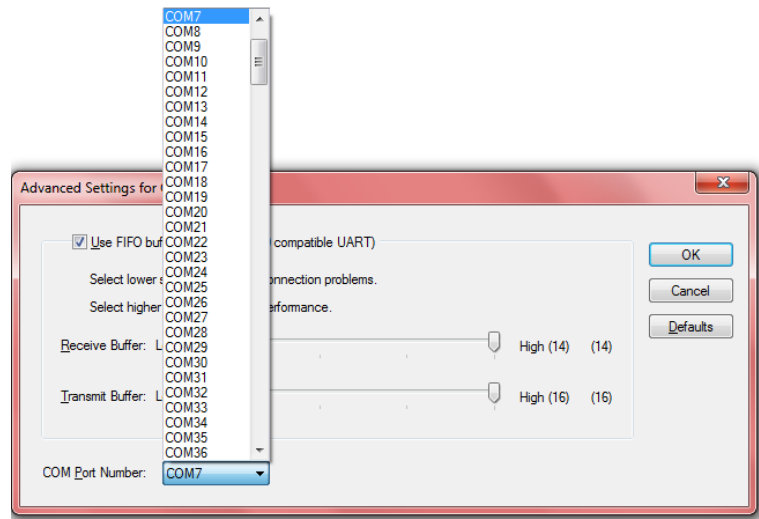 COM7
COM8
COM9
COM10
COM11
COM12
COM13
COM14
COM15
COM16
COM17
COM18
COM19
COM20
COM21
COM22
COM23
COM24
COM25
COM26
COM27
COM28
COM29
COM30
COM31
COM32
COM33
COM34
COM35
COM36
Advanced Settings for
Use FIFO buf compatible UART)
Select lower s nnection problems.
Select higher erformance.
Receive Buffer: L High (14) (14)
Transmit Buffer: L High (16) (16)
COM Port Number: COM7
OK
Cancel
Defaults